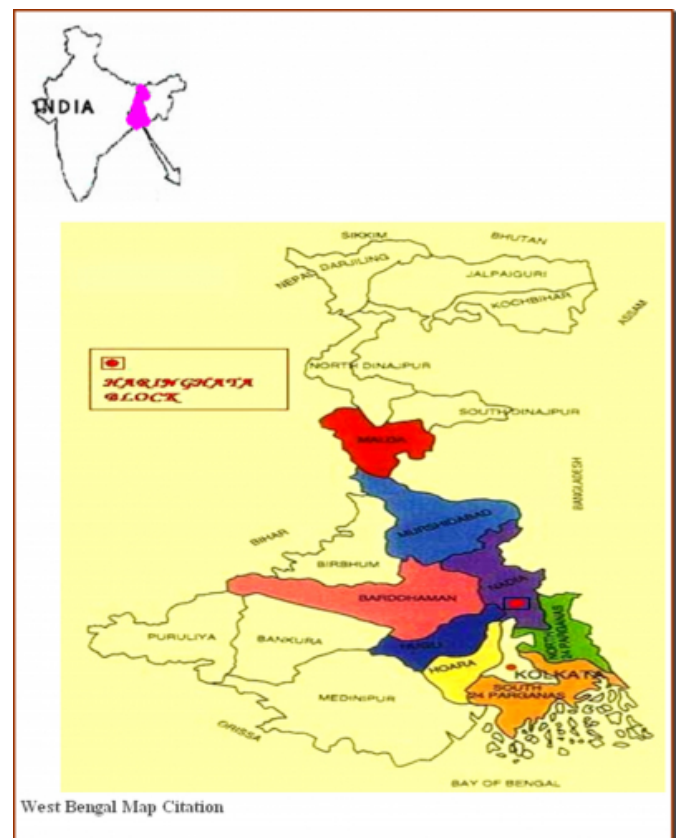 INDIA
SIKKIM
BHUTAN
NEPAL
DARJILING
JALPAIGURI
KOCHBIHAR
ASSAM
HARINGHATA
BLOCK
NORTH DINAJPUR
SOUTH DINAJPUR
MALDA
BANGLADESH
MURSHIDABAD
BIHAR
BIRBHUM
NADIA
BARDDHAMAN
NORTH
24 PARGANAS
PURULIYA
BANKURA
HOARA
KOLKATA
SOUTH
24 PARGANAS
MEDINIPUR
ORISSA
BAY OF BENGAL
West Bengal Map Citation